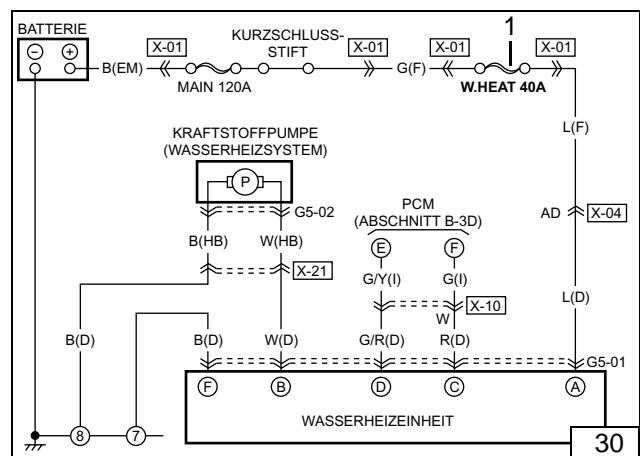 BATTERIE
− +
B(EM)
X-01
MAIN 120A
KURZSCHLUSS-
STIFT
X-01
G(F)
X-01
1
W.HEAT 40A
X-01
L(F)
KRAFTSTOFFPUMPE
(WASSERHEIZSYSTEM)
P
G5-02
B(HB)
W(HB)
X-21
PCM
(ABSCHNITT B-3D)
E
F
G/Y(I)
G(I)
X-10
W
AD
X-04
L(D)
B(D)
B(D)
W(D)
G/R(D)
R(D)
G5-01
F
B
D
C
A
WASSERHEIZEINHEIT
8
7
30